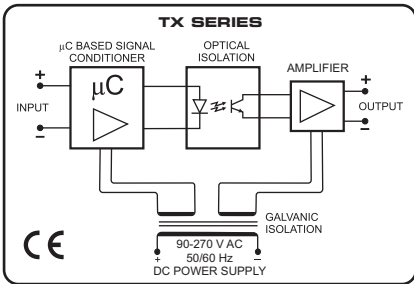 TX SERIES
µC BASED SIGNAL
CONDITIONER
OPTICAL
ISOLATION
AMPLIFIER
µC
+
+
INPUT
OUTPUT
−
−
GALVANIC
ISOLATION
CE
90-270 V AC
+ 50/60 Hz −
DC POWER SUPPLY